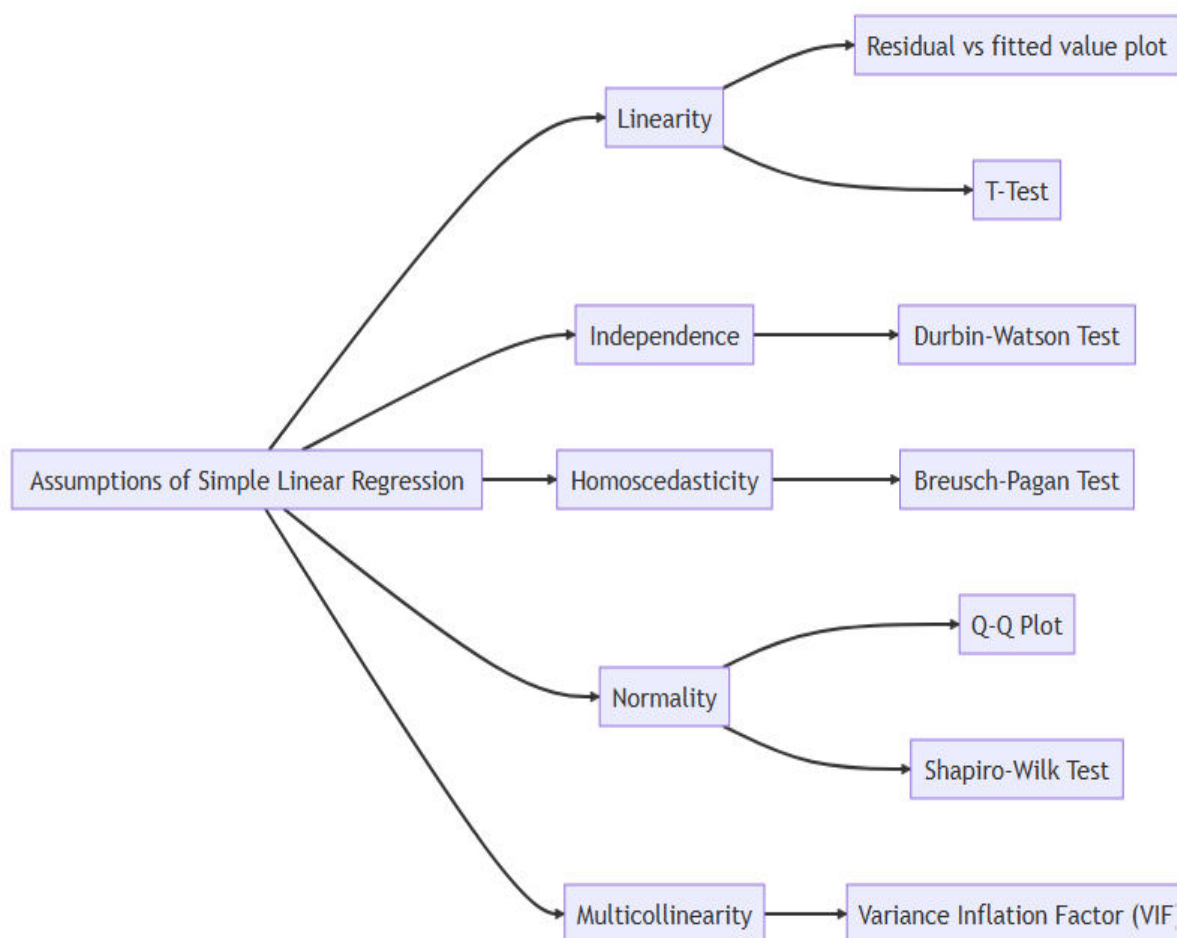 Residual vs fitted value plot
Linearity
T-Test
Independence
Durbin-Watson Test
Assumptions of Simple Linear Regression
Homoscedasticity
Breusch-Pagan Test
Q-Q Plot
Normality
Shapiro-Wilk Test
Multicollinearity
Variance Inflation Factor (VIF)